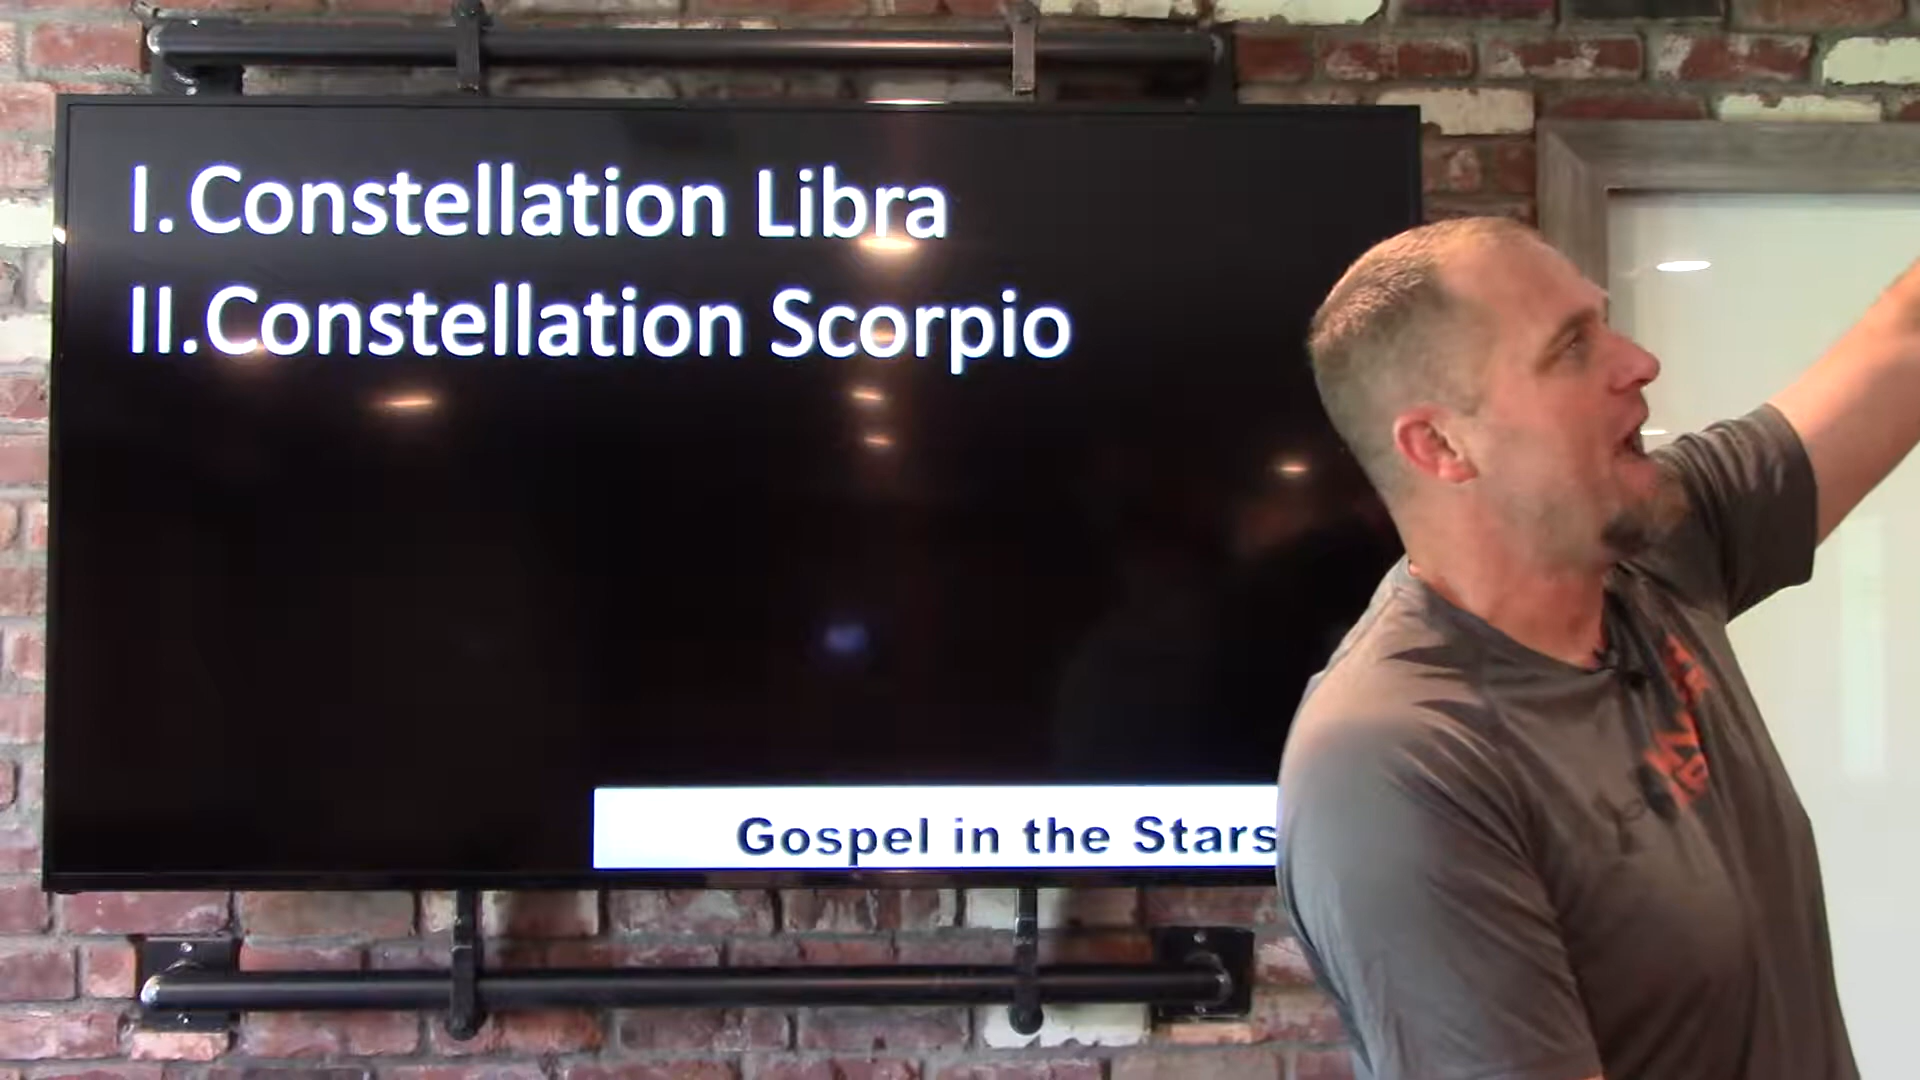 I. Constellation Libra
II. Constellation Scorpio
Gospel in the Stars